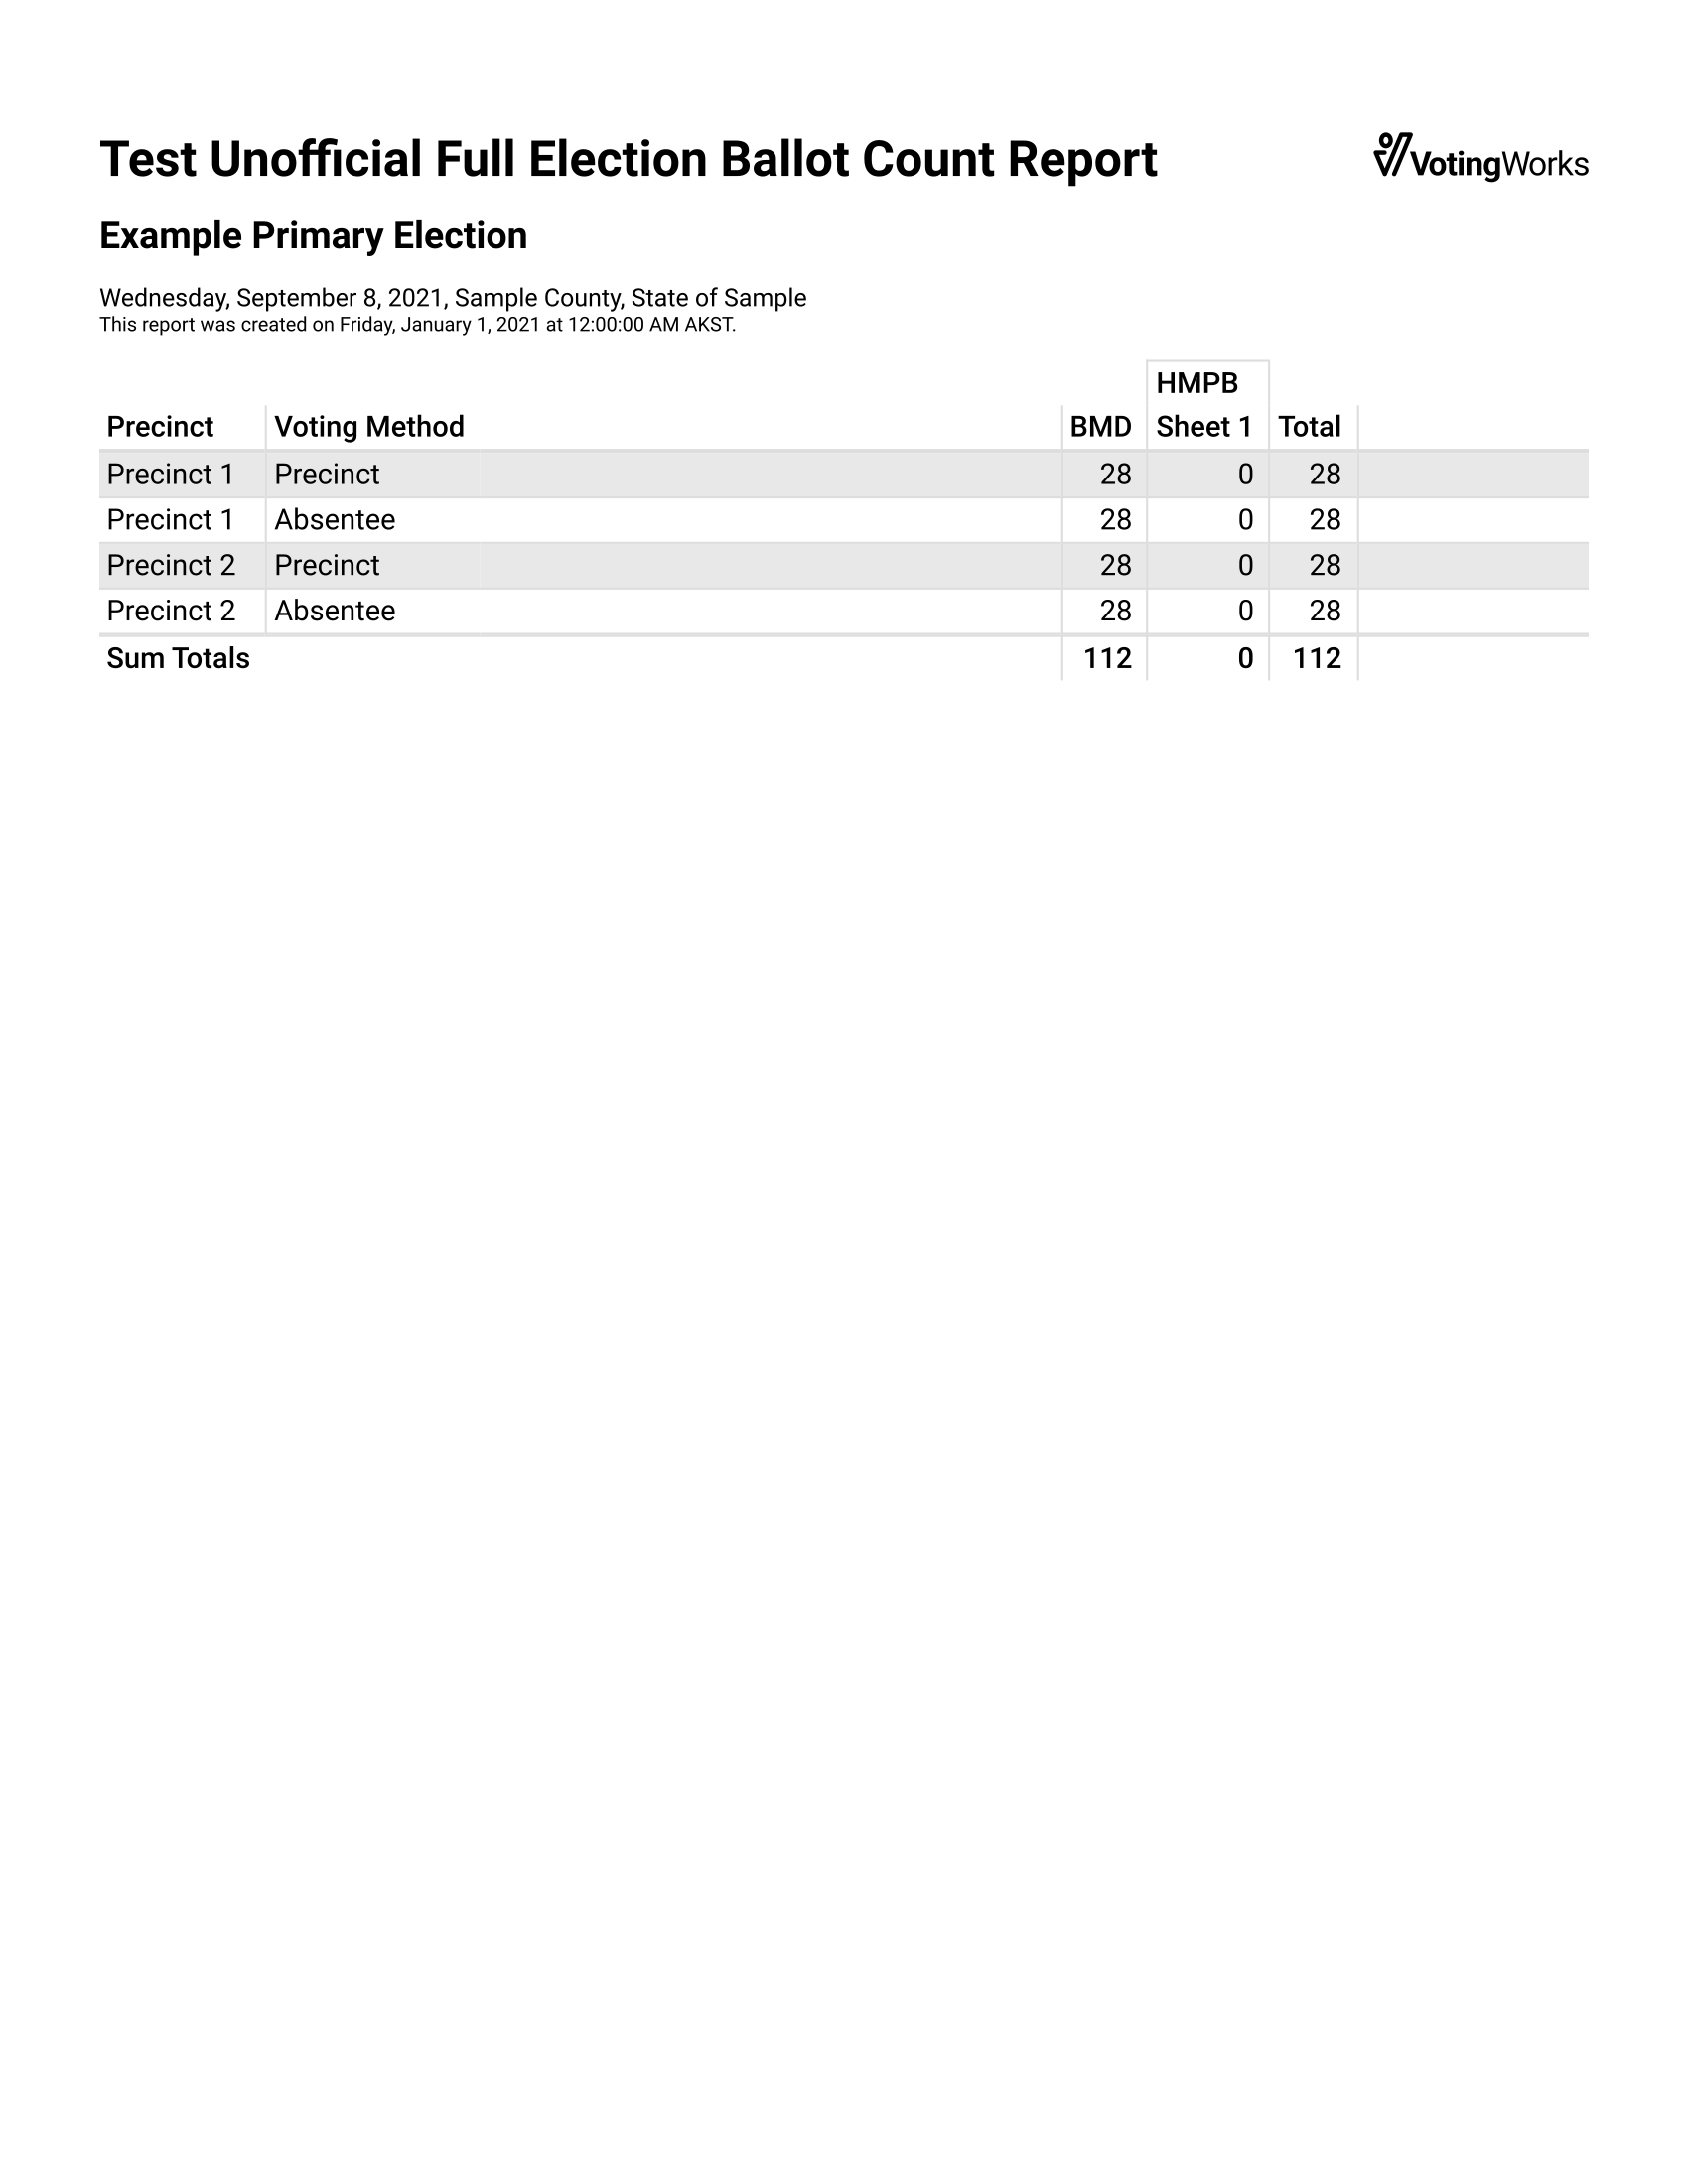 Test Unofficial Full Election Ballot Count Report
VotingWorks
Example Primary Election
Wednesday, September 8, 2021, Sample County, State of Sample
This report was created on Friday, January 1, 2021 at 12:00:00 AM AKST.
HMPB
Precinct Voting Method BMD Sheet 1 Total
Precinct 1 Precinct 28 0 28
Precinct 1 Absentee 28 0 28
Precinct 2 Precinct 28 0 28
Precinct 2 Absentee 28 0 28
Sum Totals 112 0 112